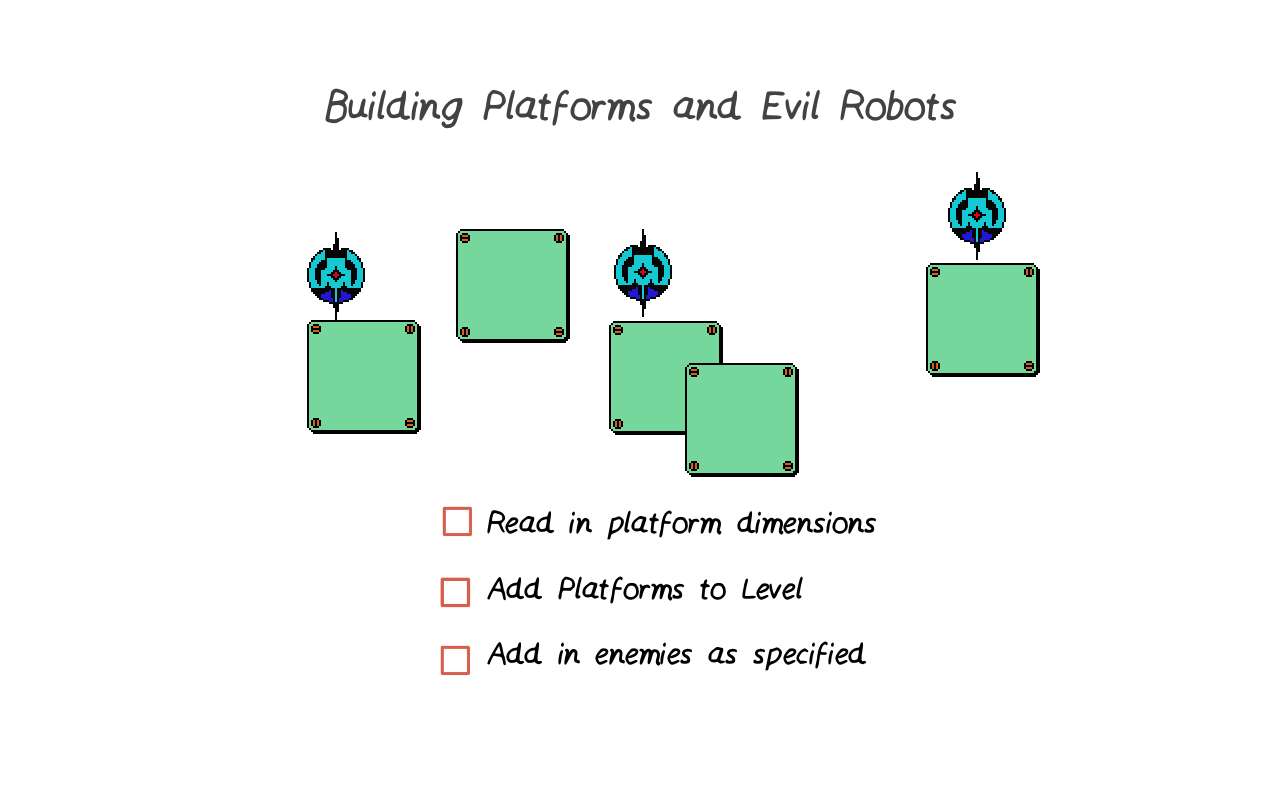 Building Platforms and Evil Robots
Read in platform dimensions
Add Platforms to Level
Add in enemies as specified